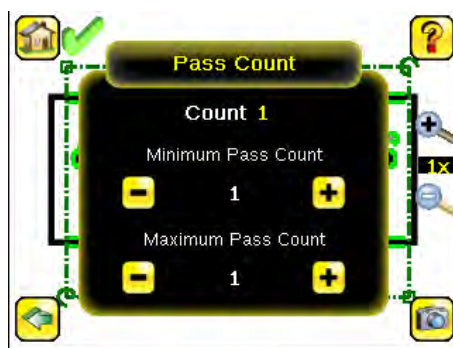 Pass Count
Count 1
Minimum Pass Count
1
1x
Maximum Pass Count
1